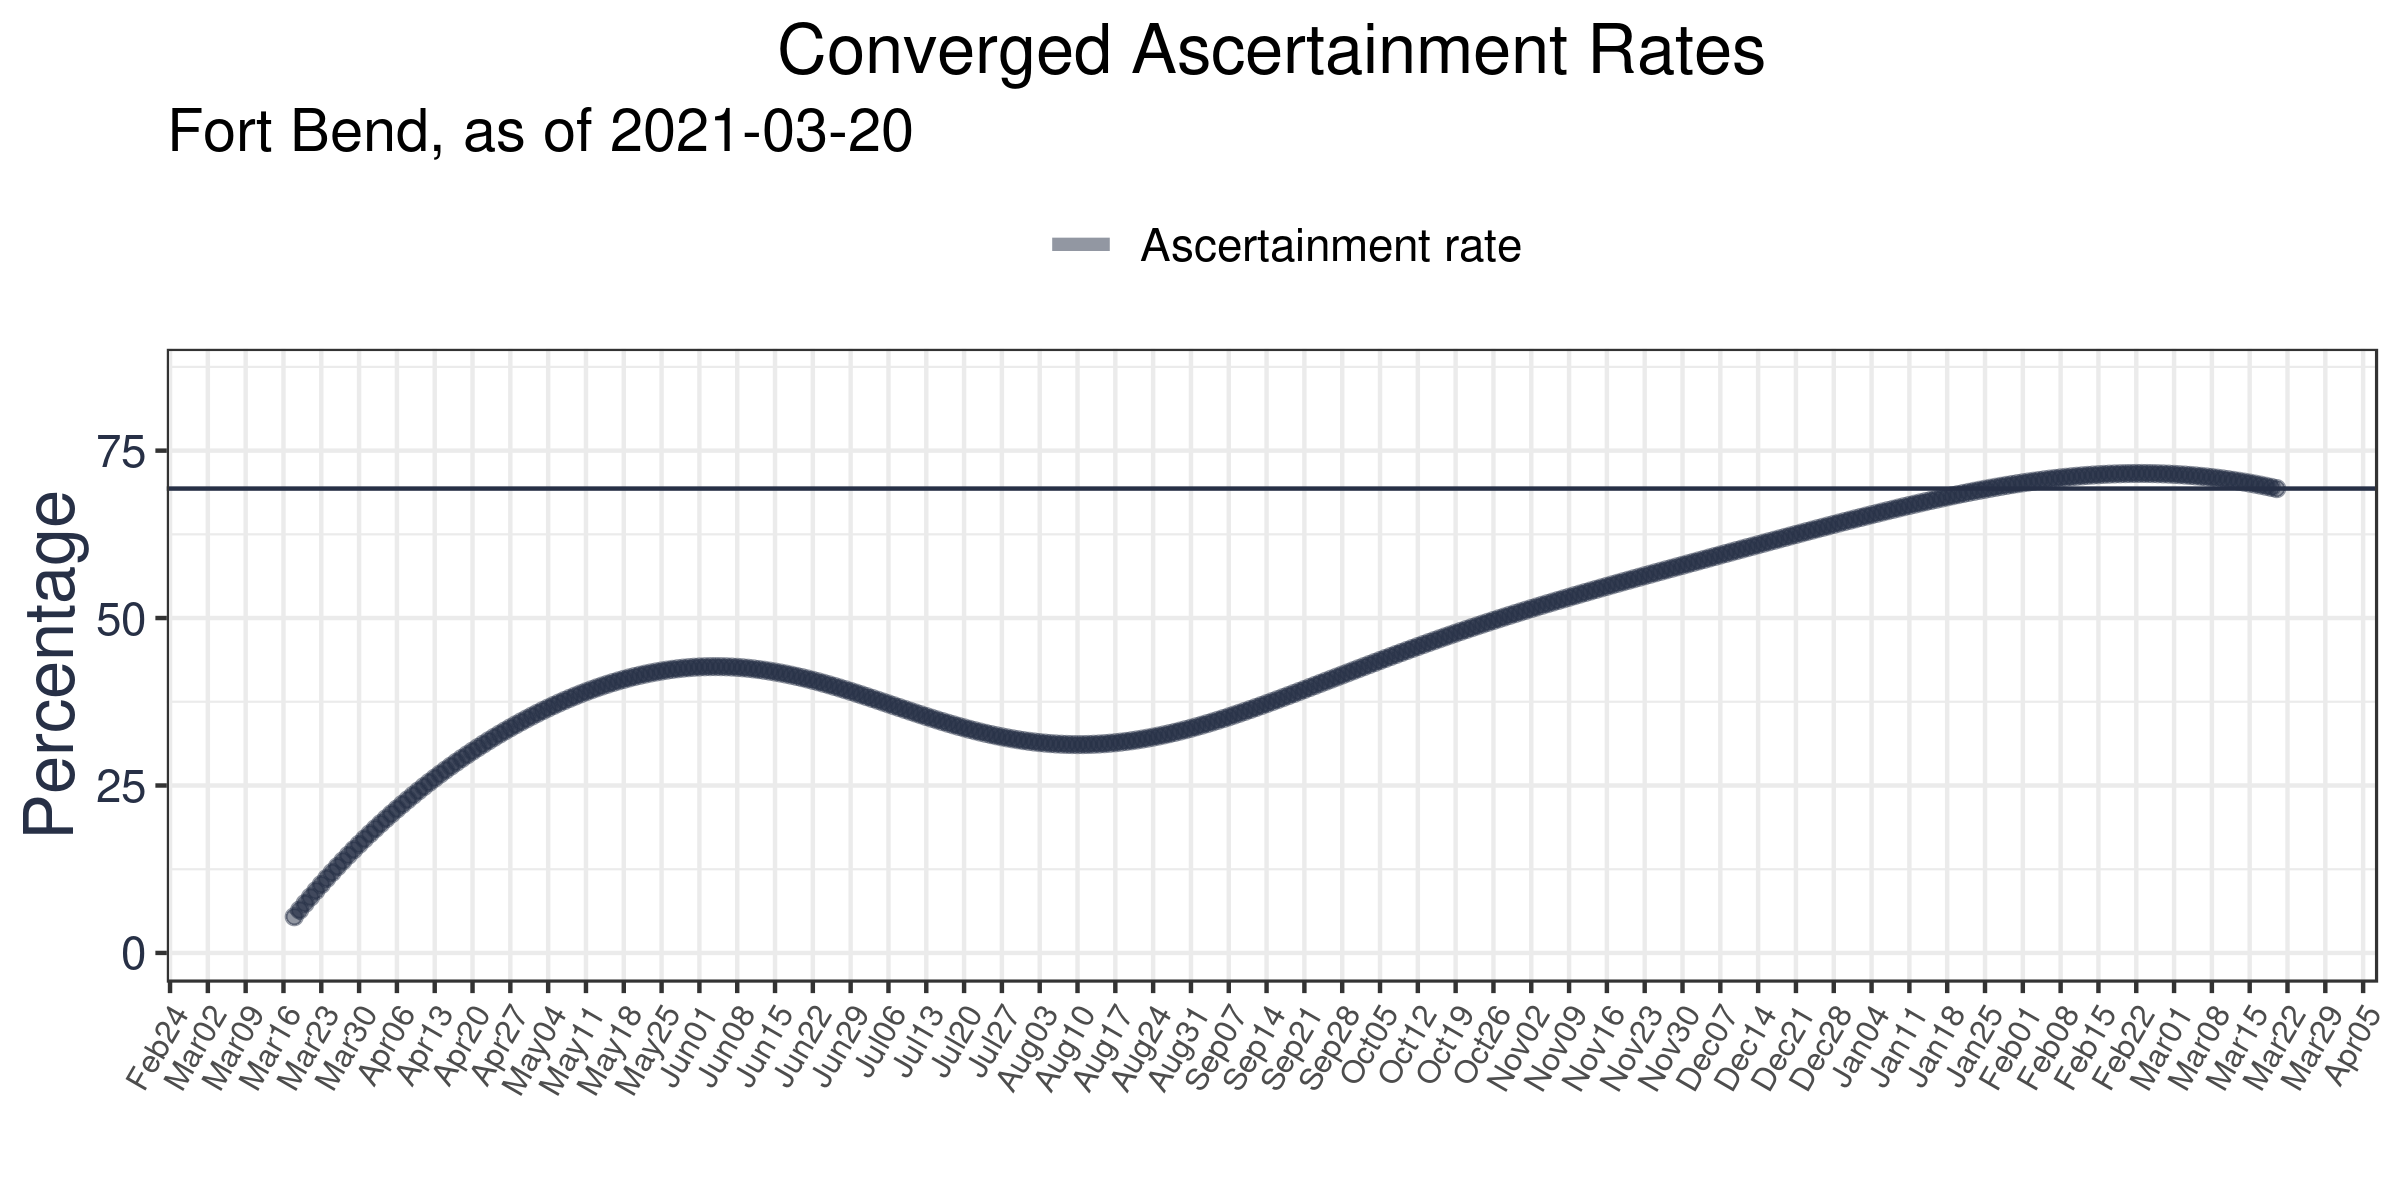 Converged Ascertainment Rates
Fort Bend, as of 2021-03-20
Ascertainment rate
Percentage
75
50
25
0
Feb24 Mar02 Mar09 Mar16 Mar23 Mar30 Apr06 Apr13 Apr20 Apr27 May04 May11 May18 May25 Jun01 Jun08 Jun15 Jun22 Jun29 Jul06 Jul13 Jul20 Jul27 Aug03 Aug10 Aug17 Aug24 Aug31 Sep07 Sep14 Sep21 Sep28 Oct05 Oct12 Oct19 Oct26 Nov02 Nov09 Nov16 Nov23 Nov30 Dec07 Dec14 Dec21 Dec28 Jan04 Jan11 Jan18 Jan25 Feb01 Feb08 Feb15 Feb22 Mar01 Mar08 Mar15 Mar22 Mar29 Apr05